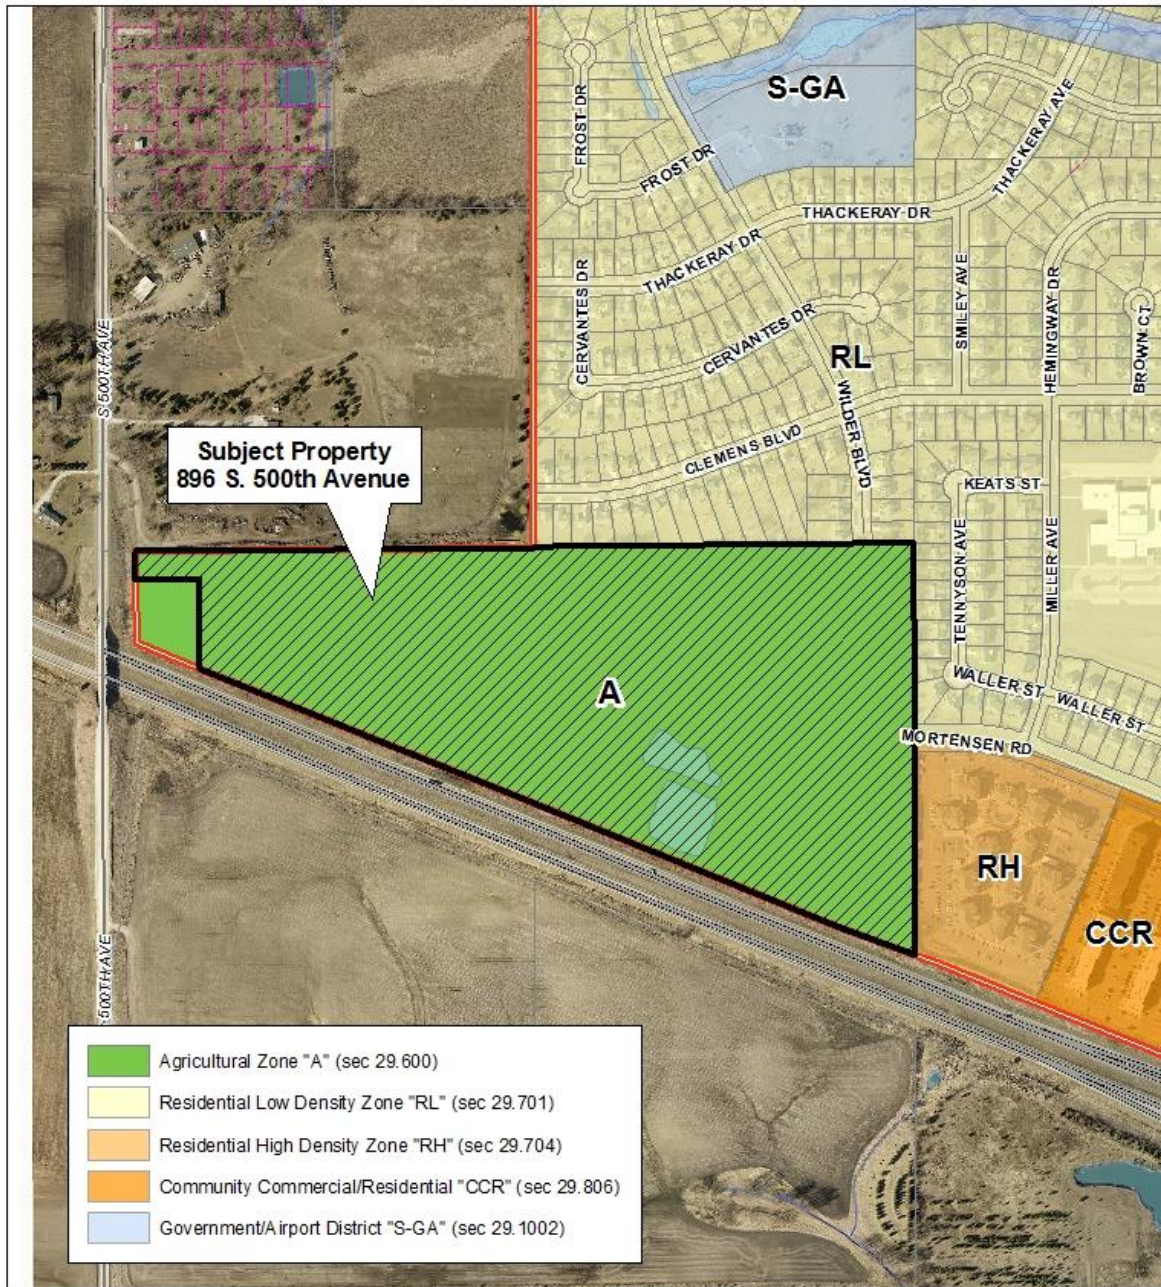 S-GA
FROST DR
FROST DR
THACKERAY AVE
THACKERAY DR
THACKERAY DR
CERVANTES DR
CERVANTES DR
SMILEY AVE
HEMINGWAY DR
BROWN CT
S 500TH AVE
RL
WILDER BLVD
CLEMENS BLVD
Subject Property
896 S. 500th Avenue
KEATS ST
TENNYSON AVE
MILLER AVE
WALLER ST
WALLER ST
A
MORTENSEN RD
RH
CCR
S 500TH AVE
Agricultural Zone "A" (sec 29.600)
Residential Low Density Zone "RL" (sec 29.701)
Residential High Density Zone "RH" (sec 29.704)
Community Commercial/Residential "CCR" (sec 29.806)
Government/Airport District "S-GA" (sec 29.1002)